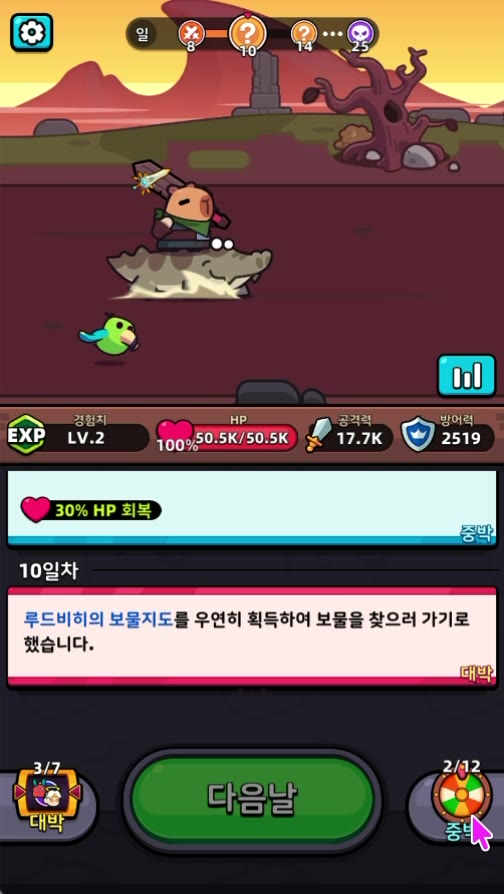 일
8
10
14
25
경험치
EXP
LV.2
HP
100%
50.5K/50.5K
공격력
17.7K
방어력
2519
30% HP 회복
중박
10일차
루드비히의 보물지도를 우연히 획득하여 보물을 찾으러 가기로
했습니다.
대박
3/7
대박
다음날
2/12